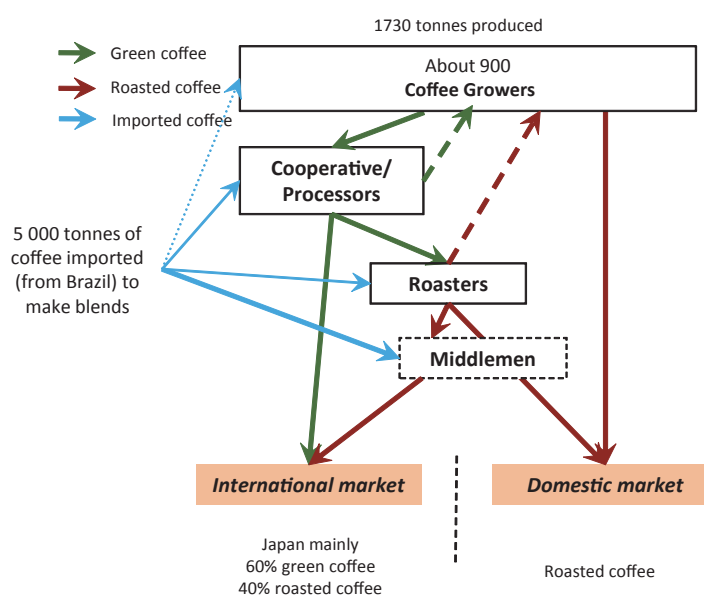 1730 tonnes produced
Green coffee
Roasted coffee
Imported coffee
About 900
Coffee Growers
Cooperative/
Processors
5 000 tonnes of
coffee imported
(from Brazil) to
make blends
Roasters
Middlemen
International market
Domestic market
Japan mainly
60% green coffee
40% roasted coffee
Roasted coffee